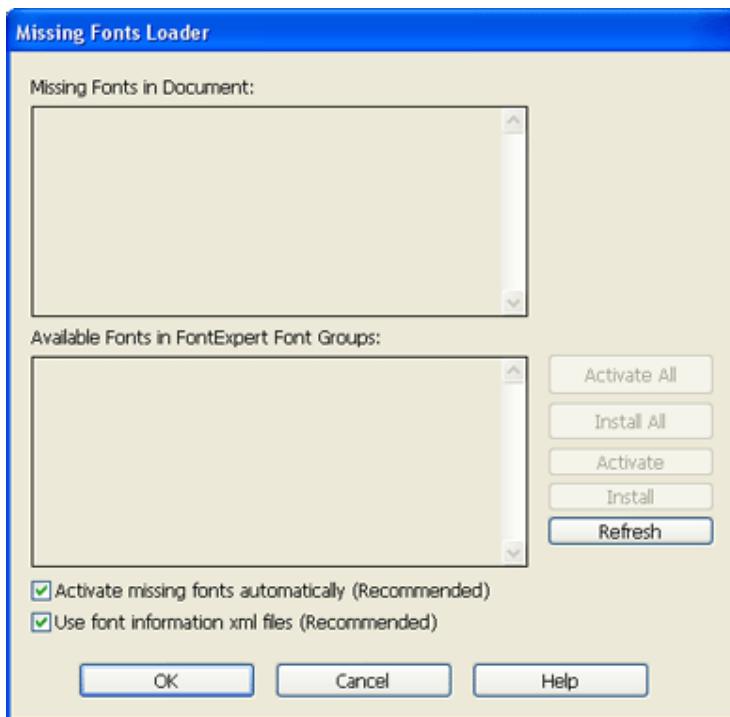 Missing Fonts Loader
Missing Fonts in Document:
Available Fonts in FontExpert Font Groups:
Activate All
Install All
Activate
Install
Refresh
Activate missing fonts automatically (Recommended)
Use font information xml files (Recommended)
OK Cancel Help